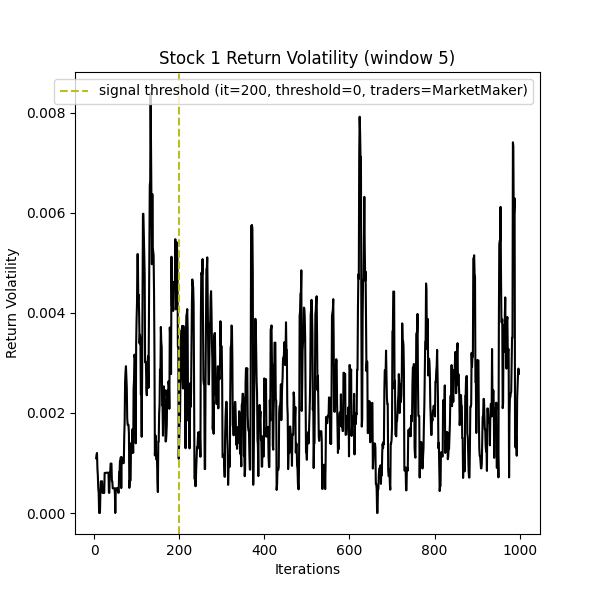 Stock 1 Return Volatility (window 5)
signal threshold (it=200, threshold=0, traders=MarketMaker)
Return Volatility
0.008
0.006
0.004
0.002
0.000
0
200
400
600
800
1000
Iterations